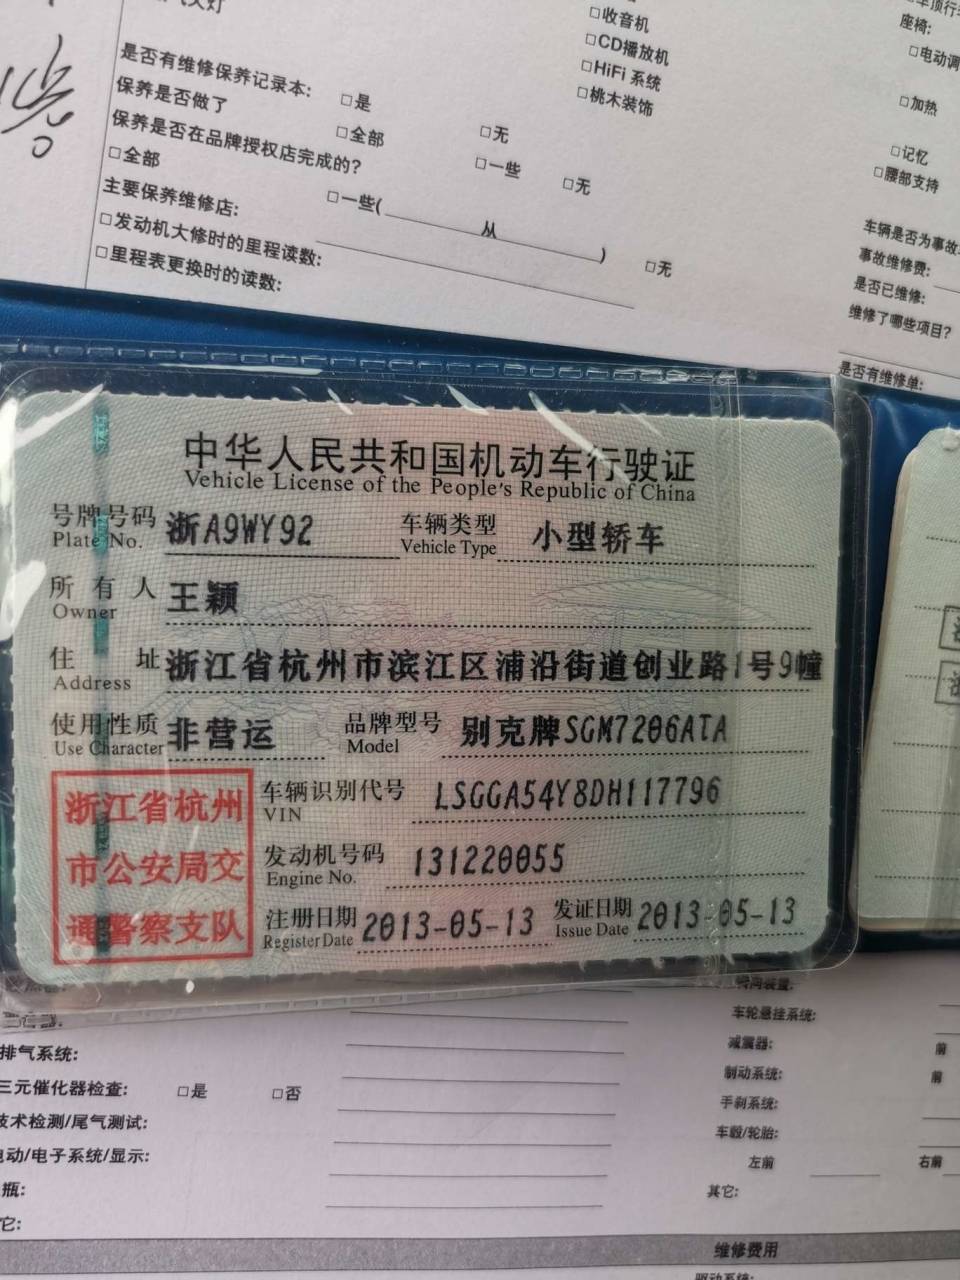 □收音机
座椅:
□CD播放机
□HiFi 系统
□桃木装饰
□加热
□记忆
□腰部支持
是否有维修保养记录本: □是 □无
保养是否做了 □全部 □一些 □无
保养是否在品牌授权店完成的?
□全部 □一些( 从 ) □无
主要保养维修店:
□发动机大修时的里程读数:
□里程表更换时的读数:
事故维修费:
是否已维修:
维修了哪些项目?
是否有维修单:
中华人民共和国机动车行驶证
Vehicle License of the People's Republic of China
号牌号码 浙A9WY92 车辆类型 小型轿车
Plate No. Vehicle Type
所有人 王颖
Owner
住址 浙江省杭州市滨江区浦沿街道创业路1号9幢
Address
使用性质 非营运 品牌型号 别克牌SGM7206ATA
Use Character Model
浙江省杭州
市公安局交
通警察支队
车辆识别代号 LSGGA54Y8DH117796
VIN
发动机号码 131220055
Engine No.
注册日期 2013-05-13 发证日期 2013-05-13
Register Date Issue Date
排气系统:
三元催化器检查: □是 □否
技术检测/尾气测试:
电动/电子系统/显示:
瓶:
它:
车轮悬挂系统:
减震器: 前
制动系统: 前
手刹系统:
车毂/轮胎:
左前 右前
其它:
维修费用